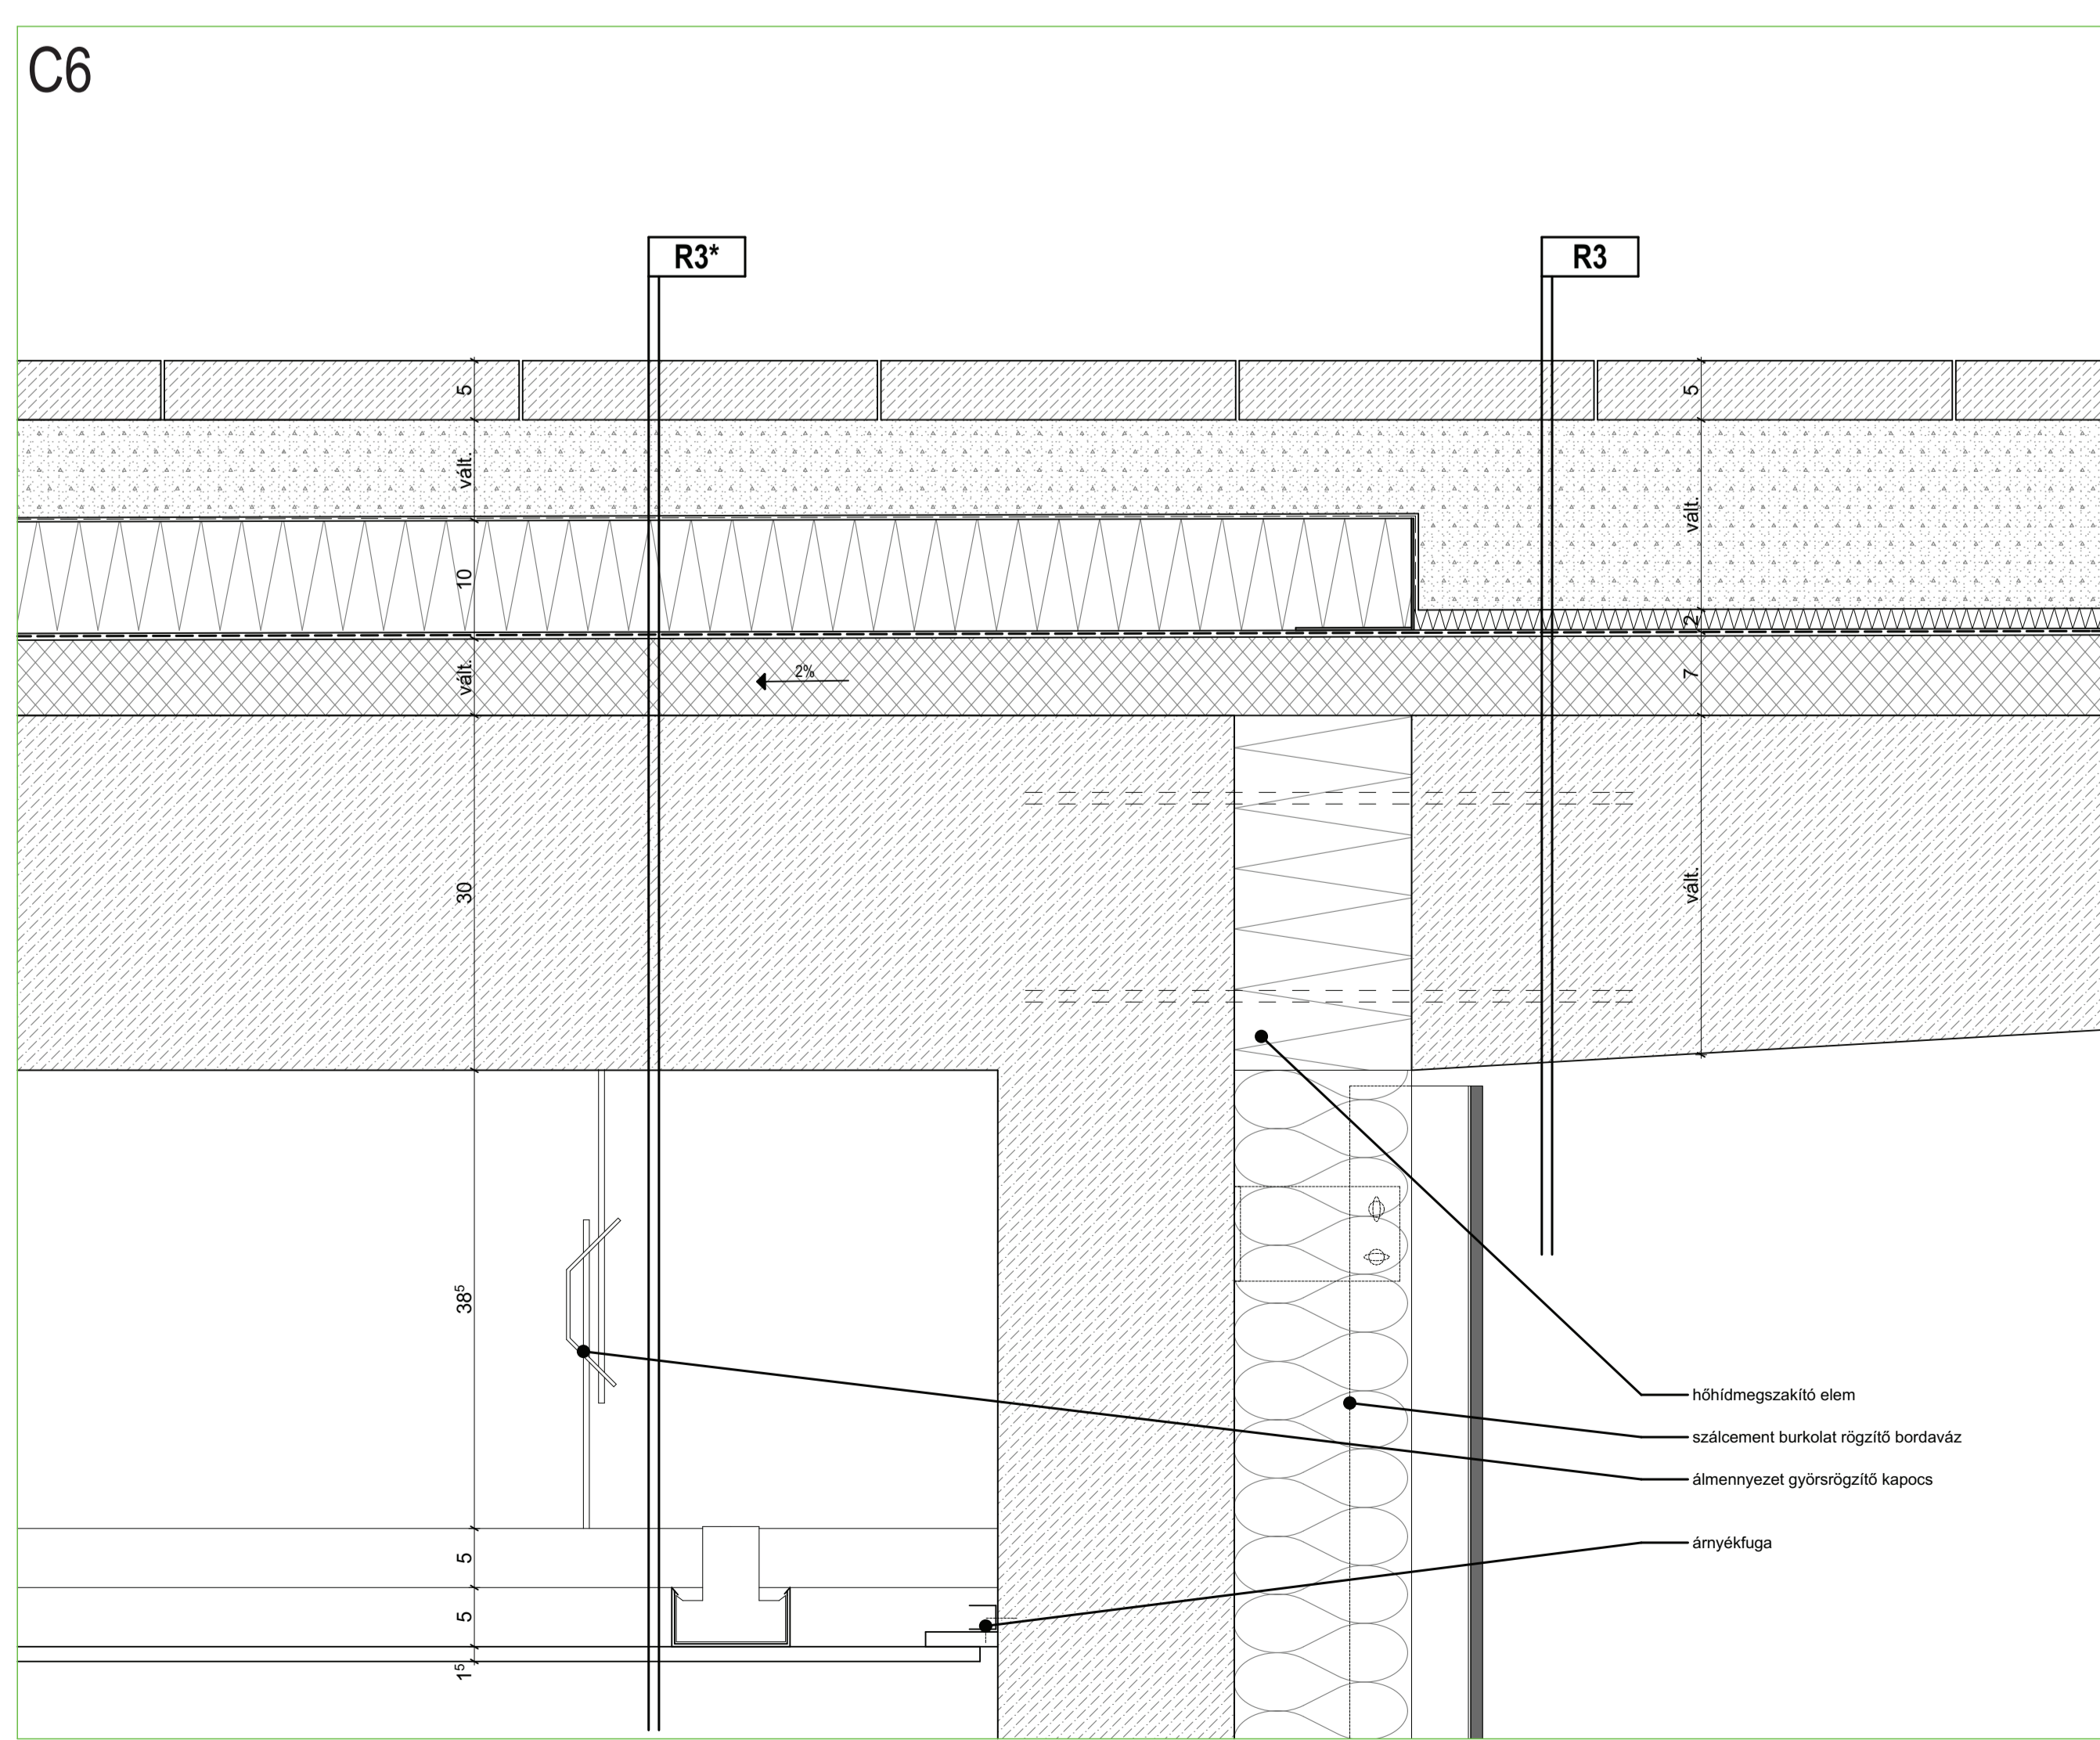 C6
R3*
R3
5
vált.
10
vált.
30
38⁵
5
5
1⁵
2%
5
vált.
2
7
vált.
hőhídmegszakító elem
szálcement burkolat rögzítő bordaváz
álmennyezet györsrögzítő kapocs
árnyékfuga